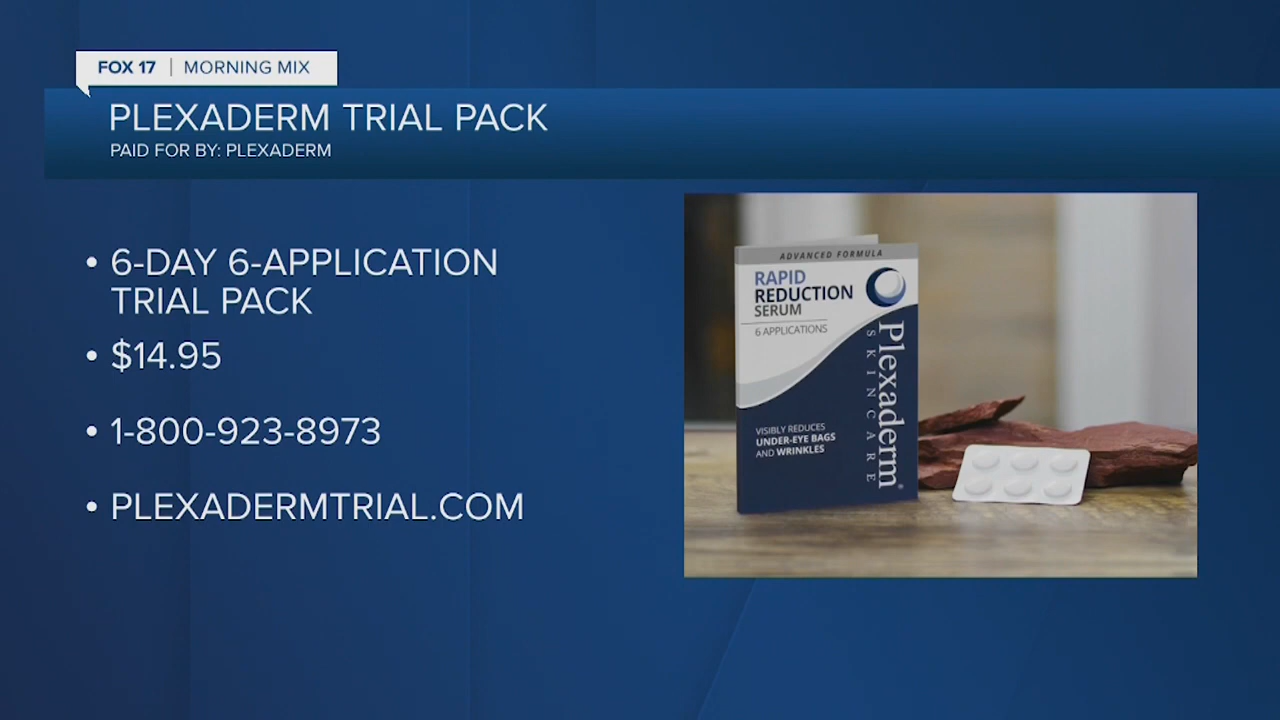 FOX 17 | MORNING MIX
PLEXADERM TRIAL PACK
PAID FOR BY: PLEXADERM
• 6-DAY 6-APPLICATION
TRIAL PACK
• $14.95
• 1-800-923-8973
• PLEXADERMTRIAL.COM
ADVANCED FORMULA
RAPID
REDUCTION
SERUM
6 APPLICATIONS
Plexaderm®
SKINCARE
VISIBLY REDUCES
UNDER-EYE BAGS
AND WRINKLES